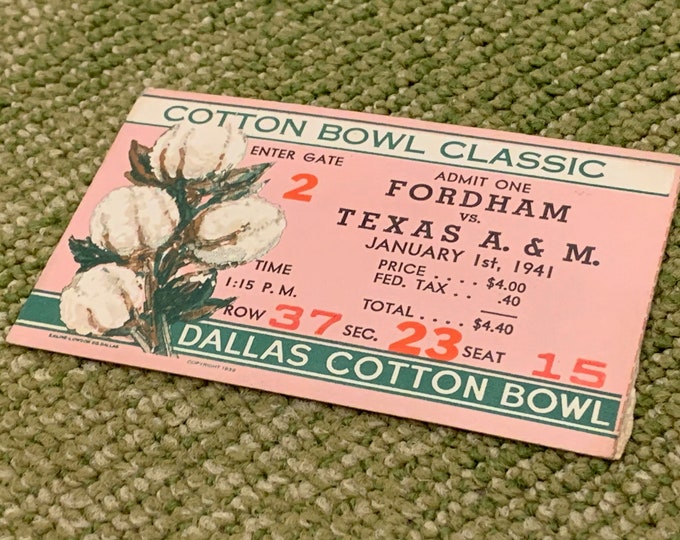 COTTON BOWL CLASSIC
ENTER GATE
2
ADMIT ONE
FORDHAM
vs.
TEXAS A. & M.
JANUARY 1st, 1941
TIME
1:15 P.M.
PRICE .... $4.00
FED. TAX .. .40
TOTAL .... $4.40
ROW 37 SEC. 23 SEAT 15
DALLAS COTTON BOWL